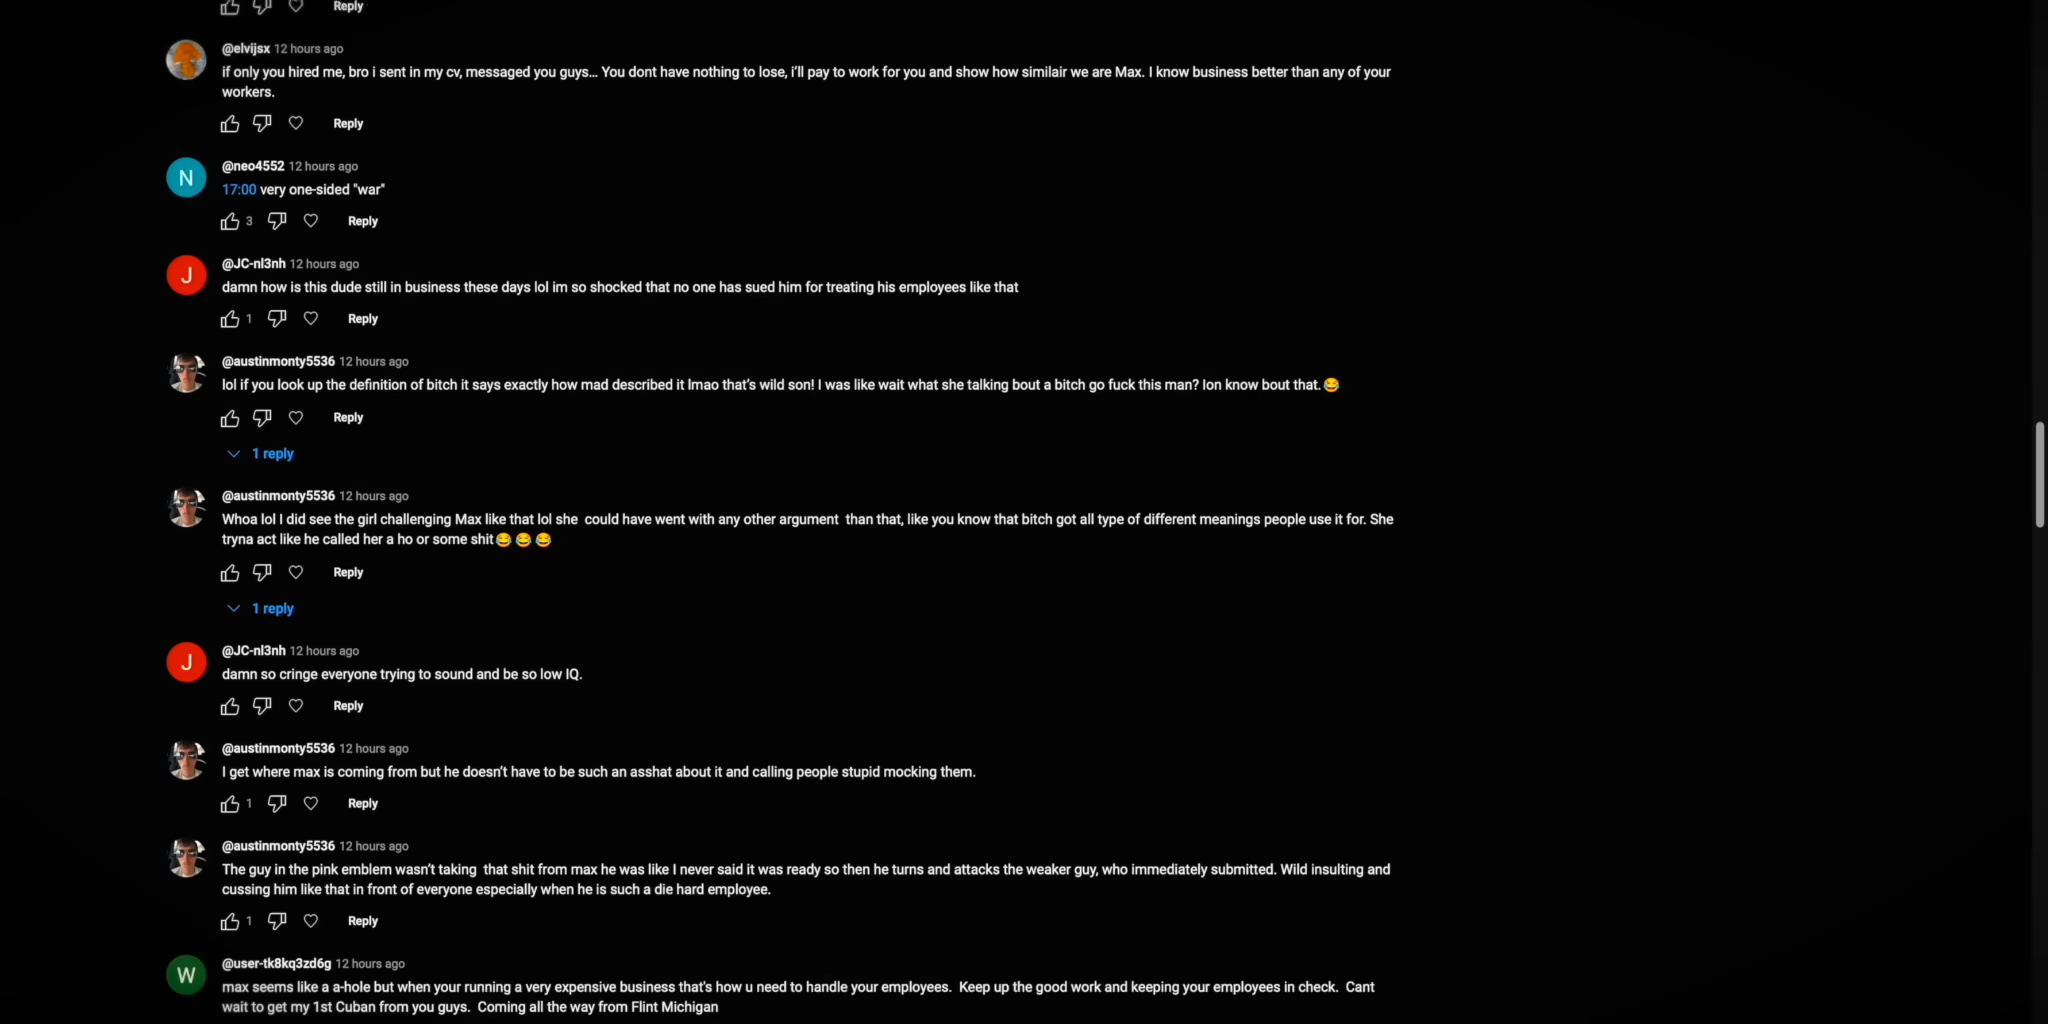 Reply
@elvijsx 12 hours ago
if only you hired me, bro i sent in my cv, messaged you guys... You dont have nothing to lose, i'll pay to work for you and show how similair we are Max. I know business better than any of your
workers.
Reply
N
@neo4552 12 hours ago
17:00 very one-sided "war"
3 Reply
J
@JC-nl3nh 12 hours ago
damn how is this dude still in business these days lol im so shocked that no one has sued him for treating his employees like that
1 Reply
@austinmonty5536 12 hours ago
lol if you look up the definition of bitch it says exactly how mad described it lmao that's wild son! I was like wait what she talking bout a bitch go fuck this man? Ion know bout that.😂
Reply
1 reply
@austinmonty5536 12 hours ago
Whoa lol I did see the girl challenging Max like that lol she  could have went with any other argument  than that, like you know that bitch got all type of different meanings people use it for. She
tryna act like he called her a ho or some shit😂😂😂
Reply
1 reply
J
@JC-nl3nh 12 hours ago
damn so cringe everyone trying to sound and be so low IQ.
Reply
@austinmonty5536 12 hours ago
I get where max is coming from but he doesn't have to be such an asshat about it and calling people stupid mocking them.
1 Reply
@austinmonty5536 12 hours ago
The guy in the pink emblem wasn't taking  that shit from max he was like I never said it was ready so then he turns and attacks the weaker guy, who immediately submitted. Wild insulting and
cussing him like that in front of everyone especially when he is such a die hard employee.
1 Reply
W
@user-tk8kq3zd6g 12 hours ago
max seems like a a-hole but when your running a very expensive business that's how u need to handle your employees.  Keep up the good work and keeping your employees in check.  Cant
wait to get my 1st Cuban from you guys.  Coming all the way from Flint Michigan